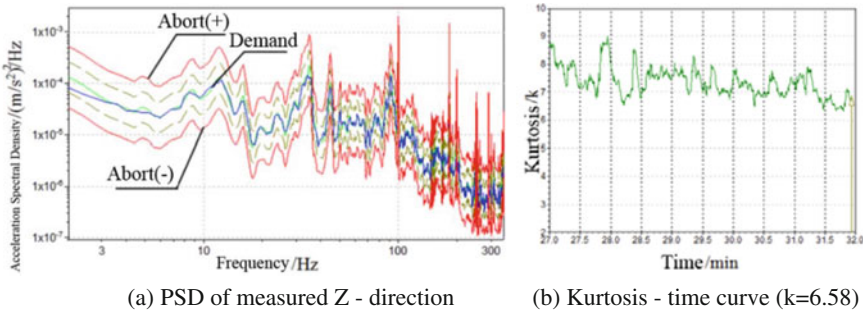 Abort(+)
Demand
Abort(-)
Acceleration Spectral Density/(m/s²)²/Hz
1x10⁻³
1x10⁻⁴
1x10⁻⁵
1x10⁻⁶
1x10⁻⁷
3 10 100 300
Frequency/Hz
(a) PSD of measured Z - direction
Kurtosis/k
10
9
8
7
6
5
4
3
2
27.0 27.5 28.0 28.5 29.0 29.5 30.0 30.5 31.0 31.5 32.0
Time/min
(b) Kurtosis - time curve (k=6.58)